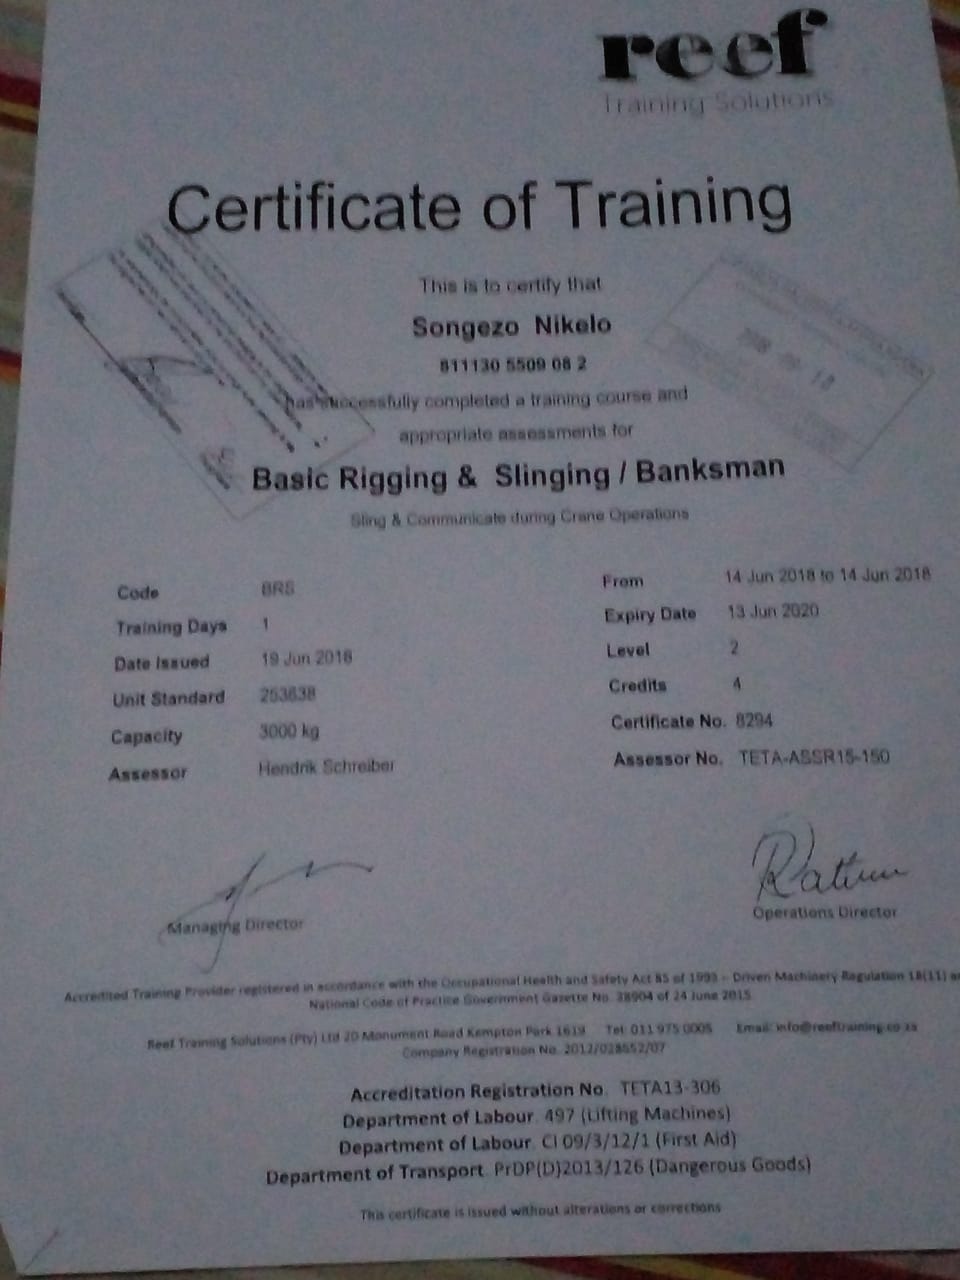 reef
Training Solutions
Certificate of Training
This is to certify that
Songezo Nikelo
811130 5509 08 2
has successfully completed a training course and
appropriate assessments for
Basic Rigging & Slinging / Banksman
Sling & Communicate during Crane Operations
Code BRS
Training Days 1
Date Issued 19 Jun 2018
Unit Standard 253638
Capacity 3000 kg
Assessor Hendrik Schreiber
From 14 Jun 2018 to 14 Jun 2018
Expiry Date 13 Jun 2020
Level 2
Credits 4
Certificate No. 8294
Assessor No. TETA-ASSR15-150
Managing Director
Operations Director
Accredited Training Provider registered in accordance with the Occupational Health and Safety Act 85 of 1993 - Driven Machinery Regulation 18(11)
National Code of Practice Government Gazette No. 38904 of 24 June 2015
Reef Training Solutions (Pty) Ltd 20 Monument Road Kempton Park 1619 Tel: 011 975 0005 Email: info@reeftraining.co.za
Company Registration No. 2012/028652/07
Accreditation Registration No. TETA13-306
Department of Labour 497 (Lifting Machines)
Department of Labour CI 09/3/12/1 (First Aid)
Department of Transport PrDP(D)2013/126 (Dangerous Goods)
This certificate is issued without alterations or corrections